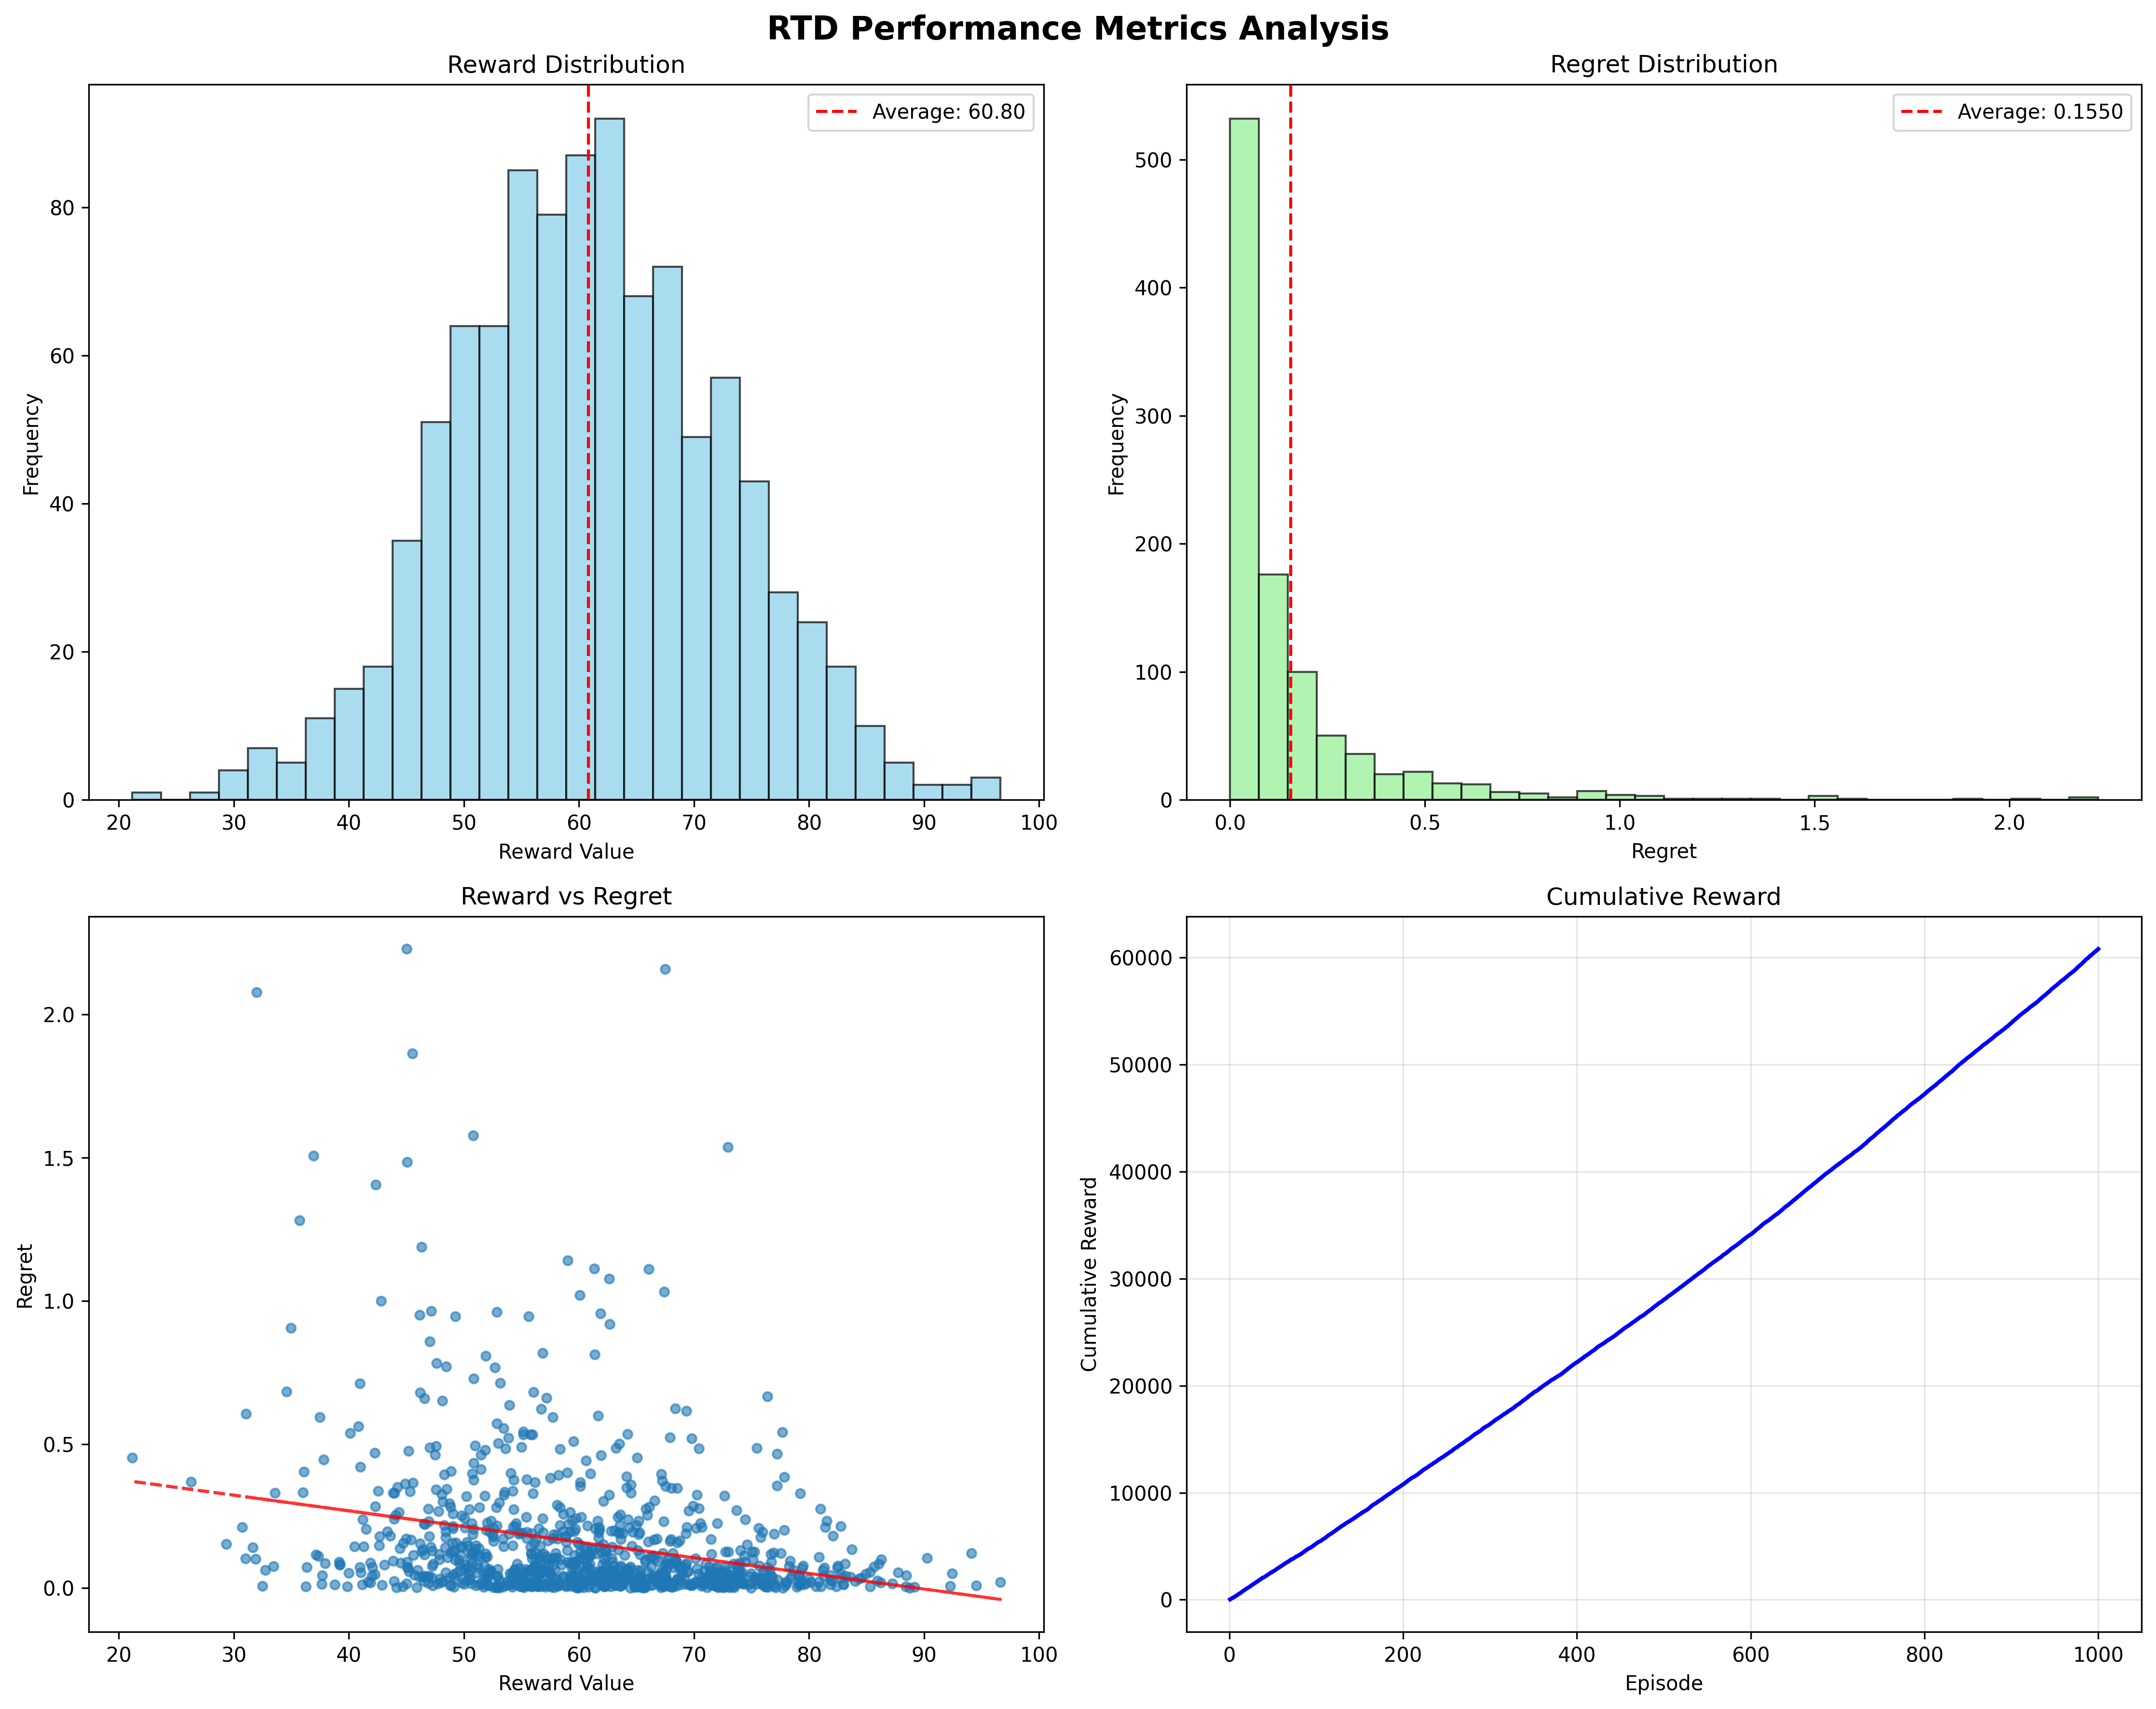 RTD Performance Metrics Analysis
Reward Distribution
Average: 60.80
Frequency
80
60
40
20
0
20 30 40 50 60 70 80 90 100
Reward Value
Regret Distribution
Average: 0.1550
Frequency
500
400
300
200
100
0
0.0 0.5 1.0 1.5 2.0
Regret
Reward vs Regret
Regret
2.0
1.5
1.0
0.5
0.0
20 30 40 50 60 70 80 90 100
Reward Value
Cumulative Reward
Cumulative Reward
60000
50000
40000
30000
20000
10000
0
0 200 400 600 800 1000
Episode